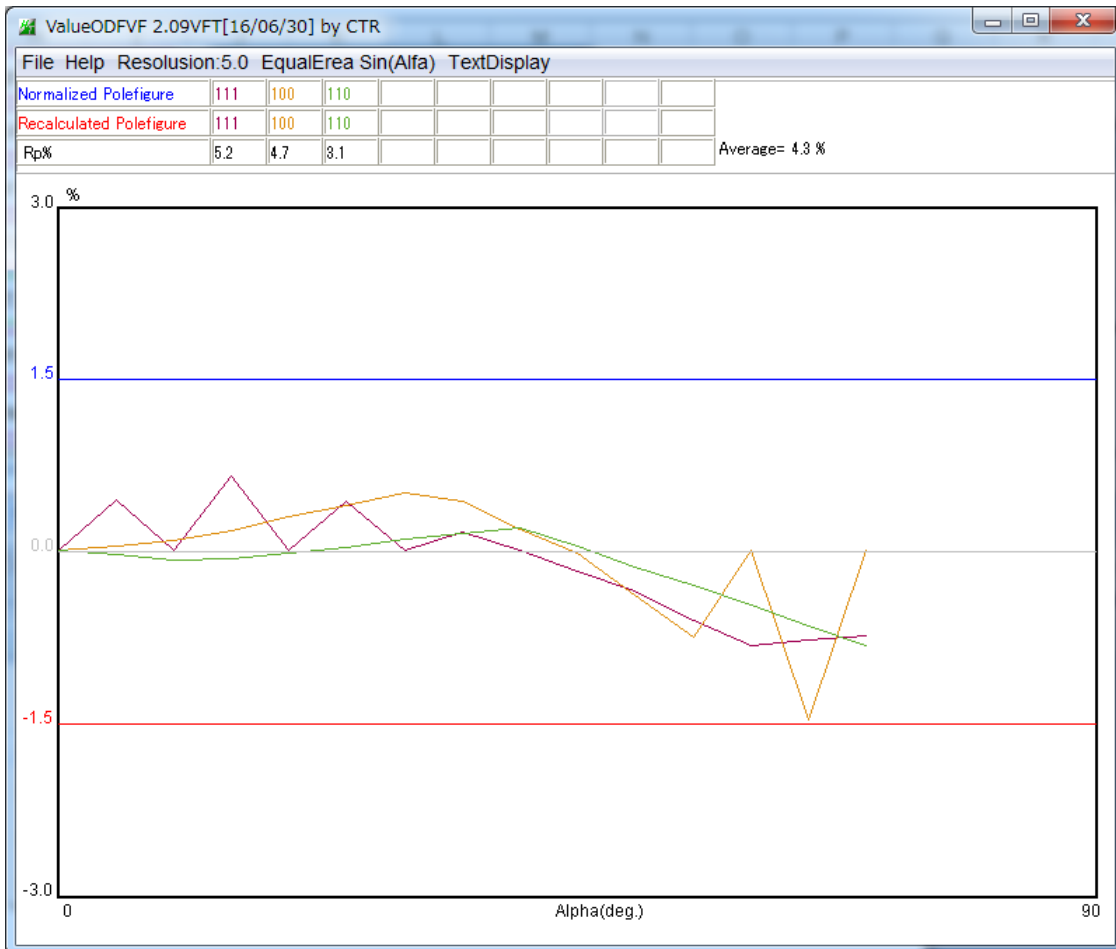 ValueODFVF 2.09VFT[16/06/30] by CTR
File Help Resolusion:5.0 EqualErea Sin(Alfa) TextDisplay
Normalized Polefigure 111 100 110
Recalculated Polefigure 111 100 110
Rp% 5.2 4.7 3.1 Average= 4.3 %
3.0 %
1.5
0.0
-1.5
-3.0
0 Alpha(deg.) 90